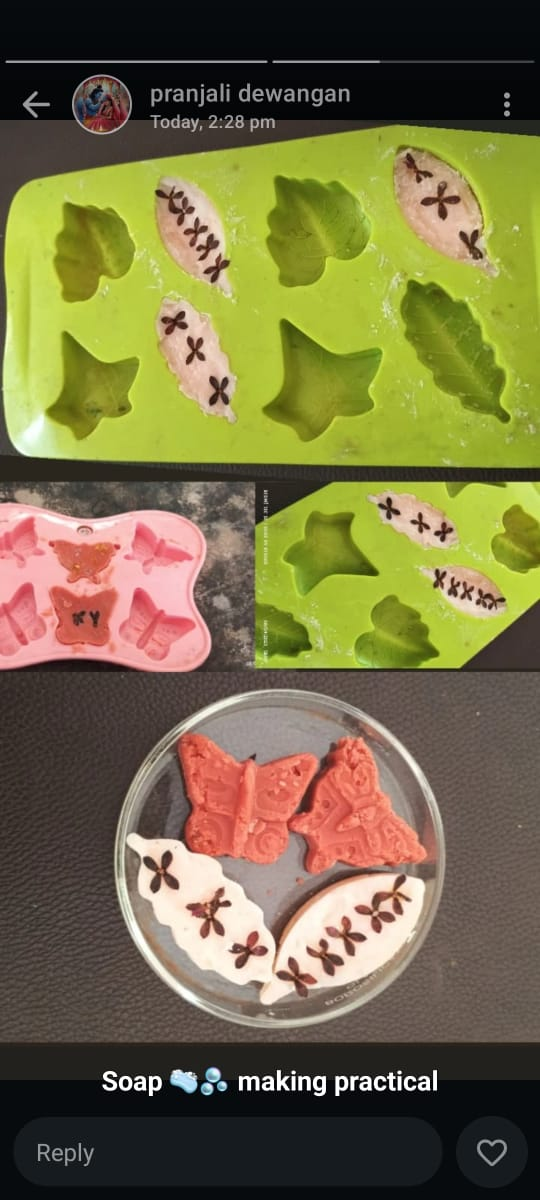 pranjali dewangan
Today, 2:28 pm
Soap 🧼🫧 making practical
Reply